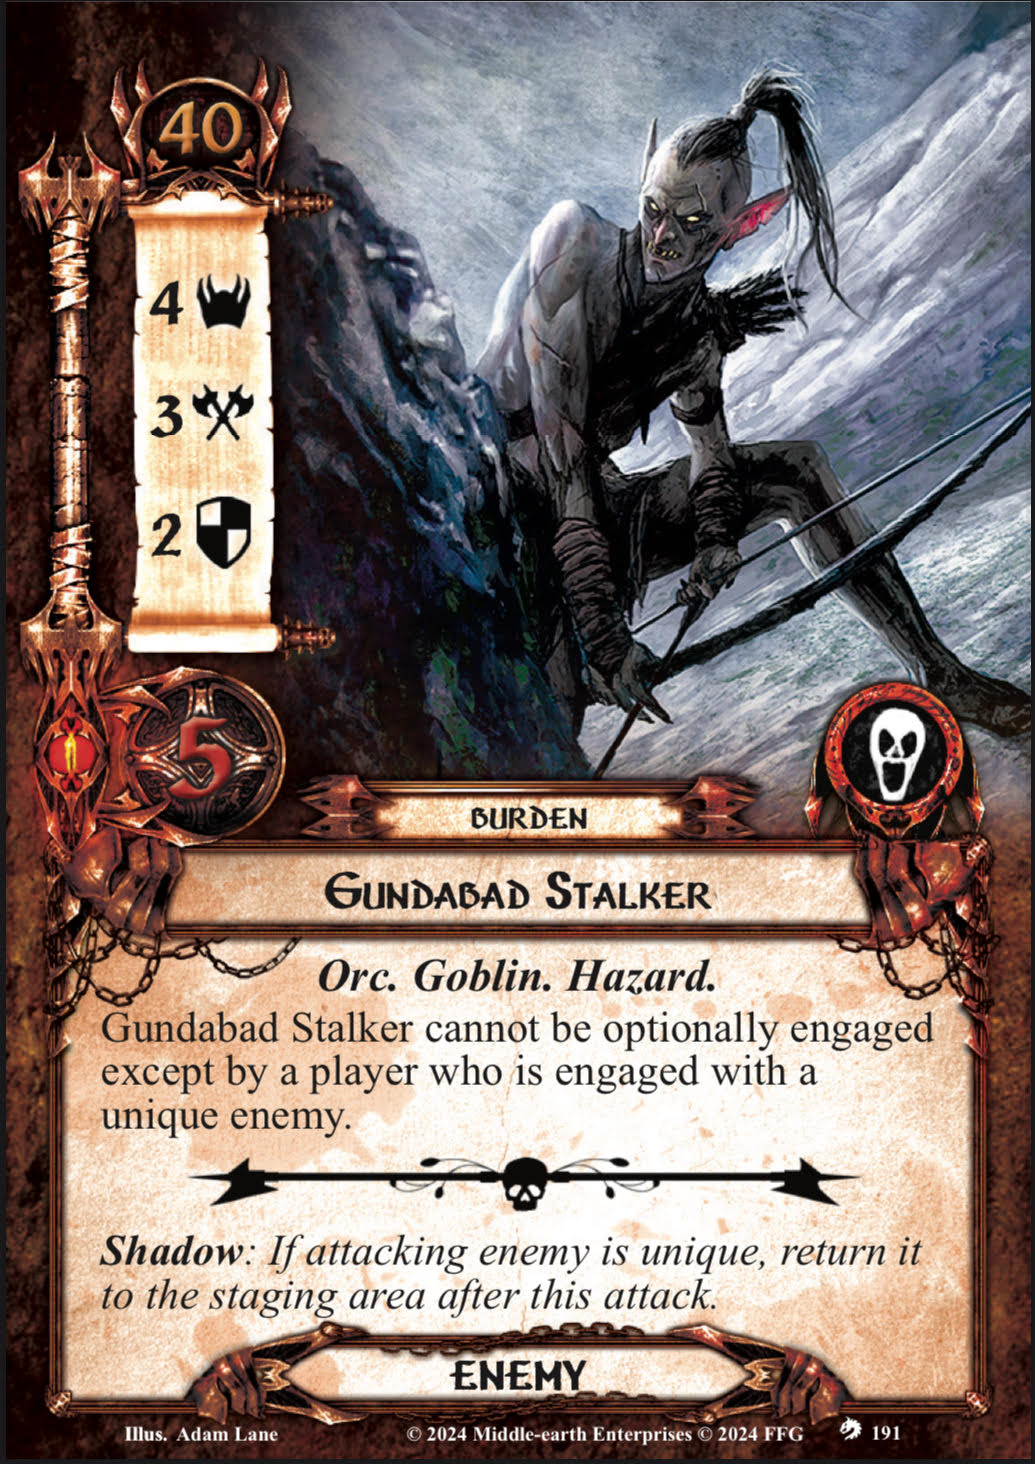 40
4
3
2
5
BURDEN
GUNDABAD STALKER
Orc. Goblin. Hazard.
Gundabad Stalker cannot be optionally engaged
except by a player who is engaged with a
unique enemy.
Shadow: If attacking enemy is unique, return it
to the staging area after this attack.
ENEMY
Illus. Adam Lane © 2024 Middle-earth Enterprises © 2024 FFG 191